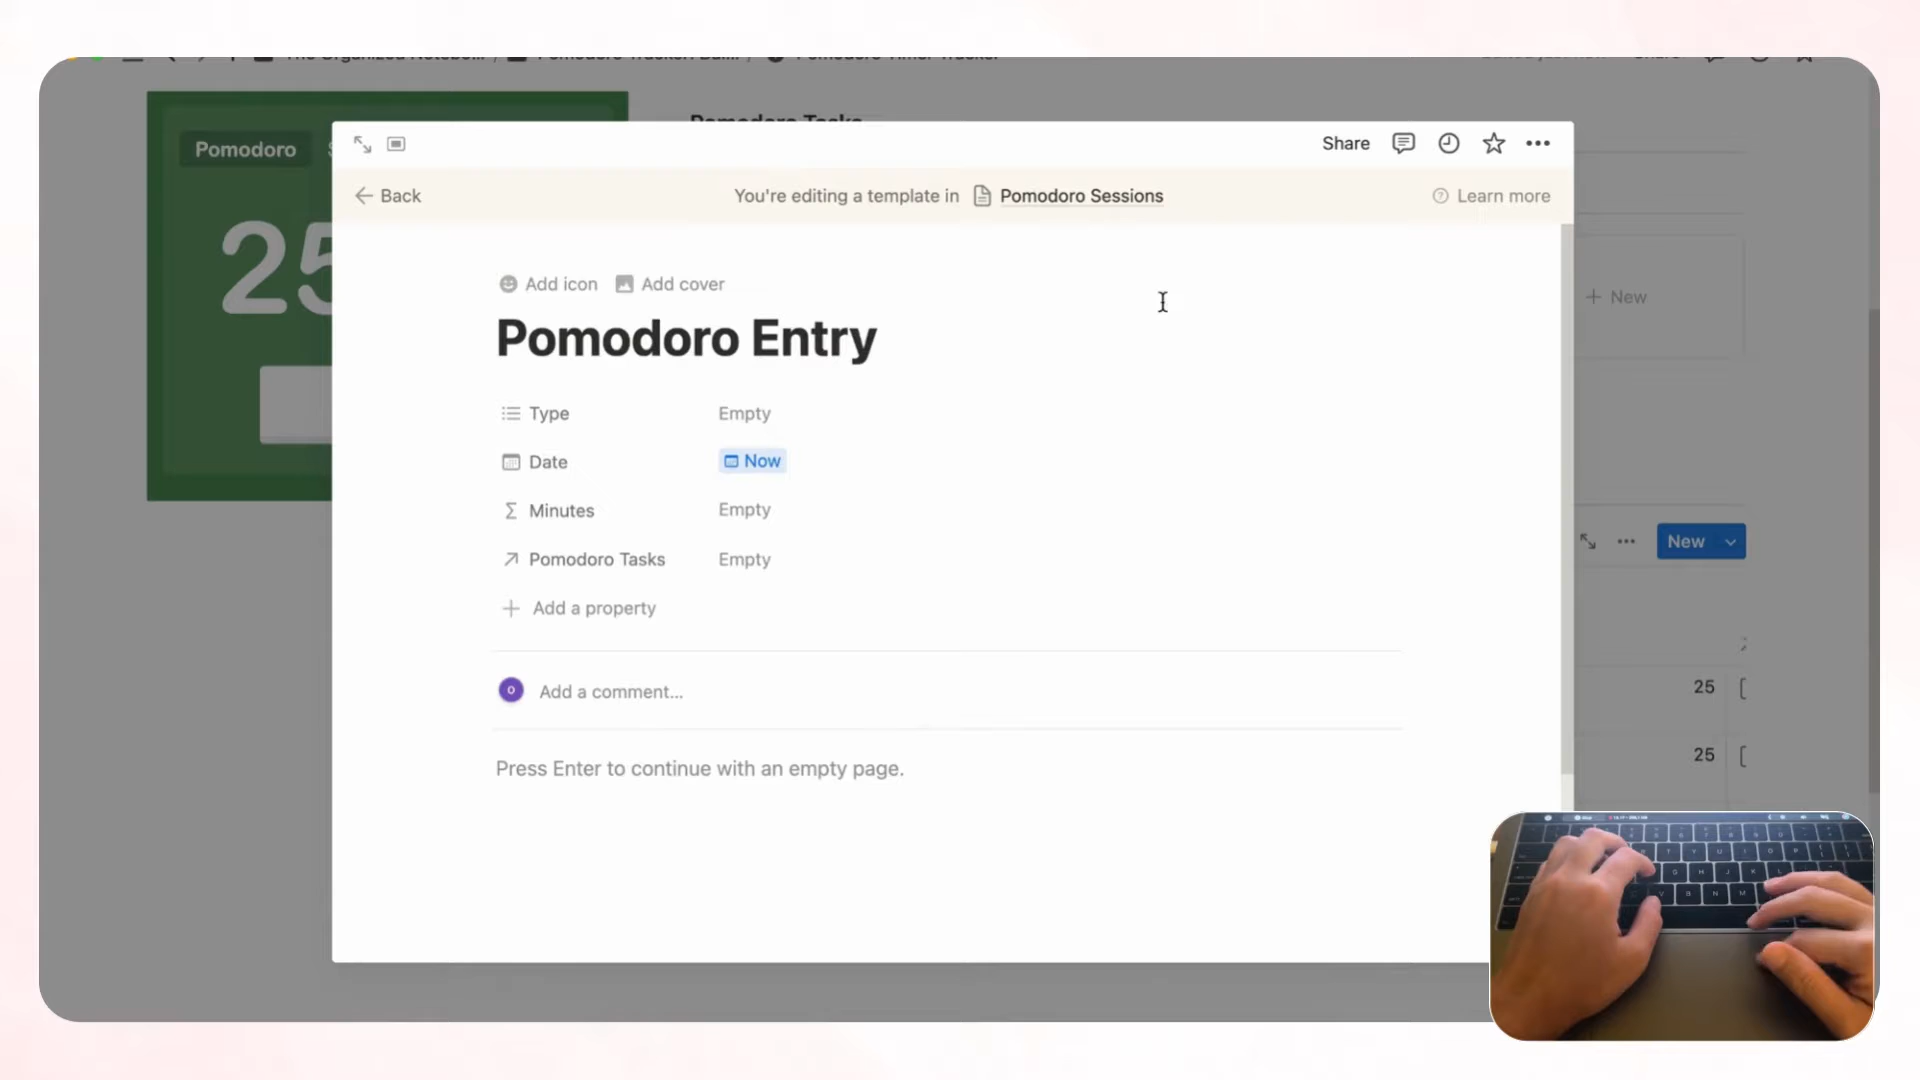 Pomodoro Tasks
Pomodoro
25
Share
Back
You're editing a template in Pomodoro Sessions
Learn more
Add icon Add cover
Pomodoro Entry
Type Empty
Date Now
Minutes Empty
Pomodoro Tasks Empty
Add a property
O Add a comment...
Press Enter to continue with an empty page.
+ New
New
25
25